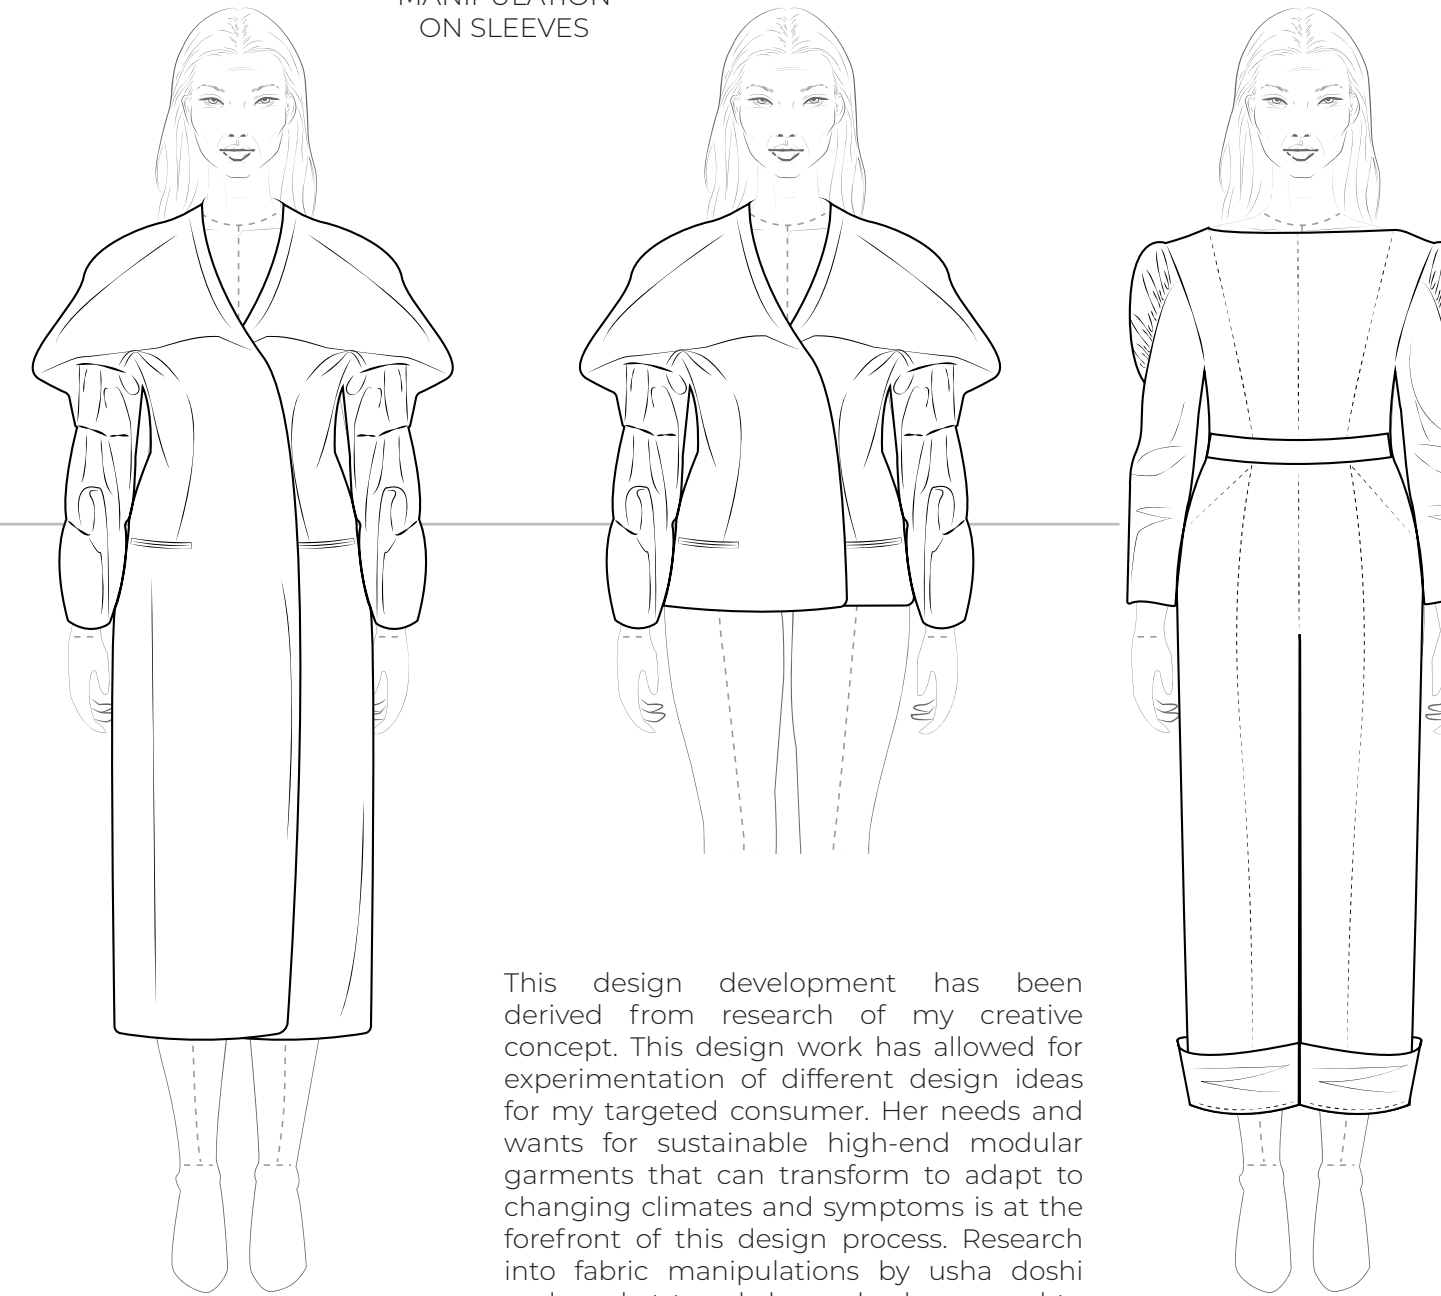 MANIPULATION
ON SLEEVES
This design development has been
derived from research of my creative
concept. This design work has allowed for
experimentation of different design ideas
for my targeted consumer. Her needs and
wants for sustainable high-end modular
garments that can transform to adapt to
changing climates and symptoms is at the
forefront of this design process. Research
into fabric manipulations by usha doshi